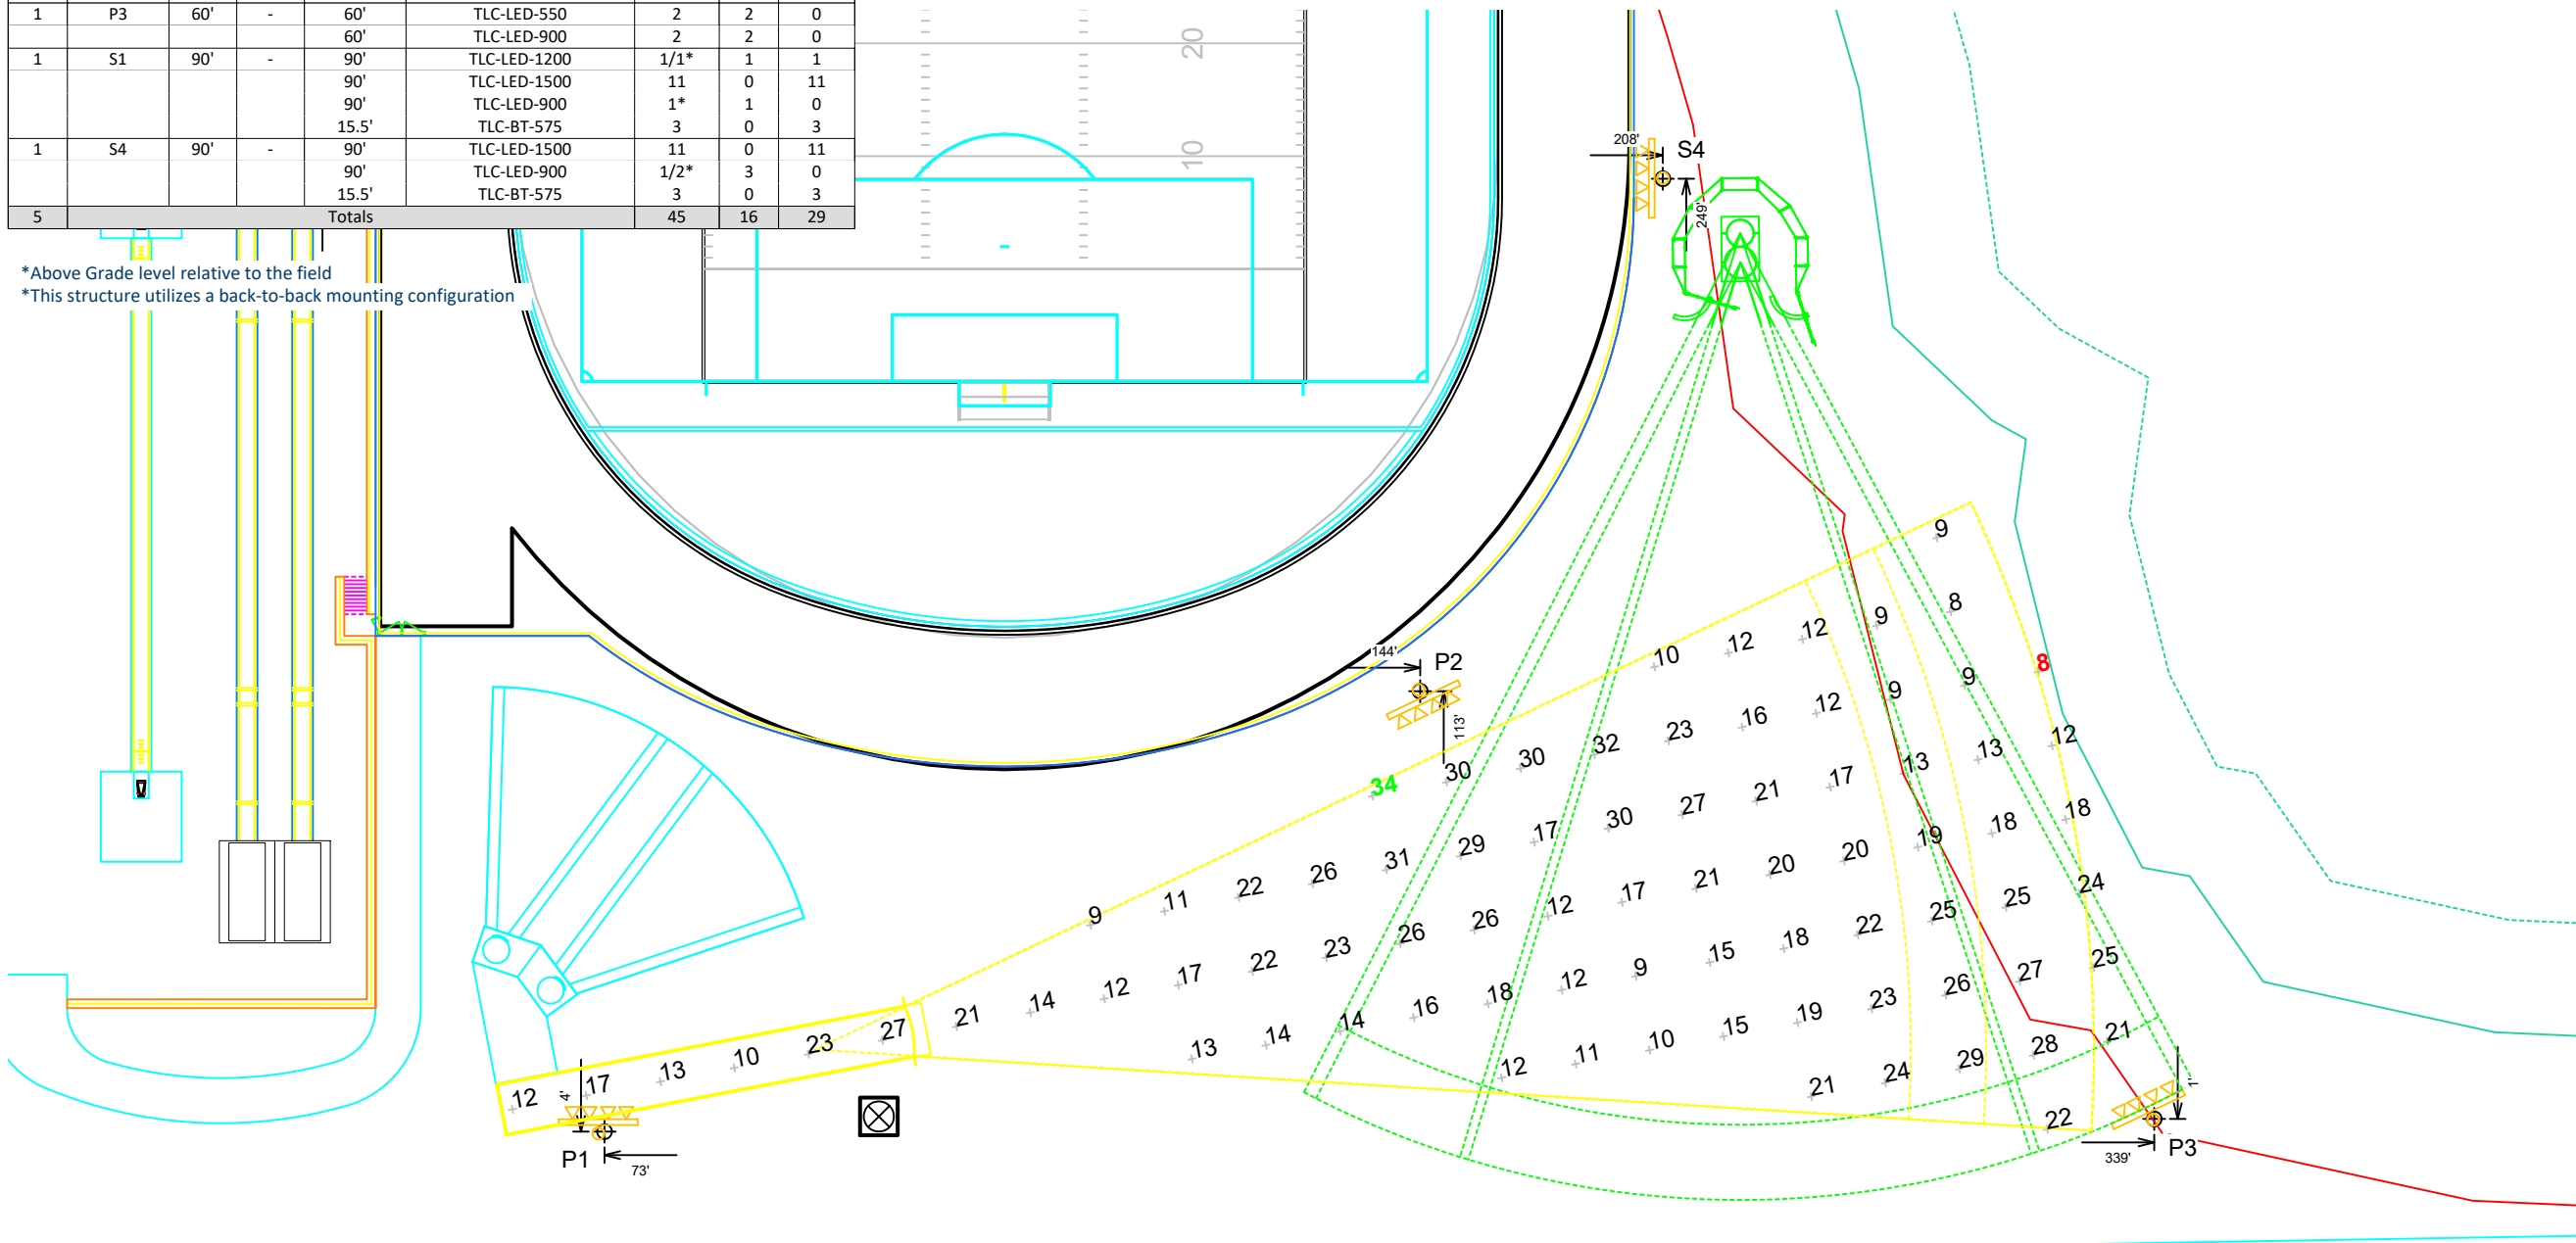 1 P3 60' - 60' TLC-LED-550 2 2 0
60' TLC-LED-900 2 2 0
1 S1 90' - 90' TLC-LED-1200 1/1* 1 1
90' TLC-LED-1500 11 0 11
90' TLC-LED-900 1* 1 0
15.5' TLC-BT-575 3 0 3
1 S4 90' - 90' TLC-LED-1500 11 0 11
90' TLC-LED-900 1/2* 3 0
15.5' TLC-BT-575 3 0 3
5 Totals 45 16 29
*Above Grade level relative to the field
*This structure utilizes a back-to-back mounting configuration
20
10
208'
S4
249'
144'
P2
113'
9
10 12 12 9 8
34 30 30 32 23 16 12 9 9 8
9 11 22 26 31 29 17 30 27 21 17 13 13 12
21 14 12 17 22 23 26 26 12 17 21 20 20 19 18 18
12 17 13 10 23 27
13 14 14 16 18 12 9 15 18 22 25 25 24
12 11 10 15 19 23 26 27 25
21 24 29 28 21
22
4'
P1
73'
1'
339'
P3